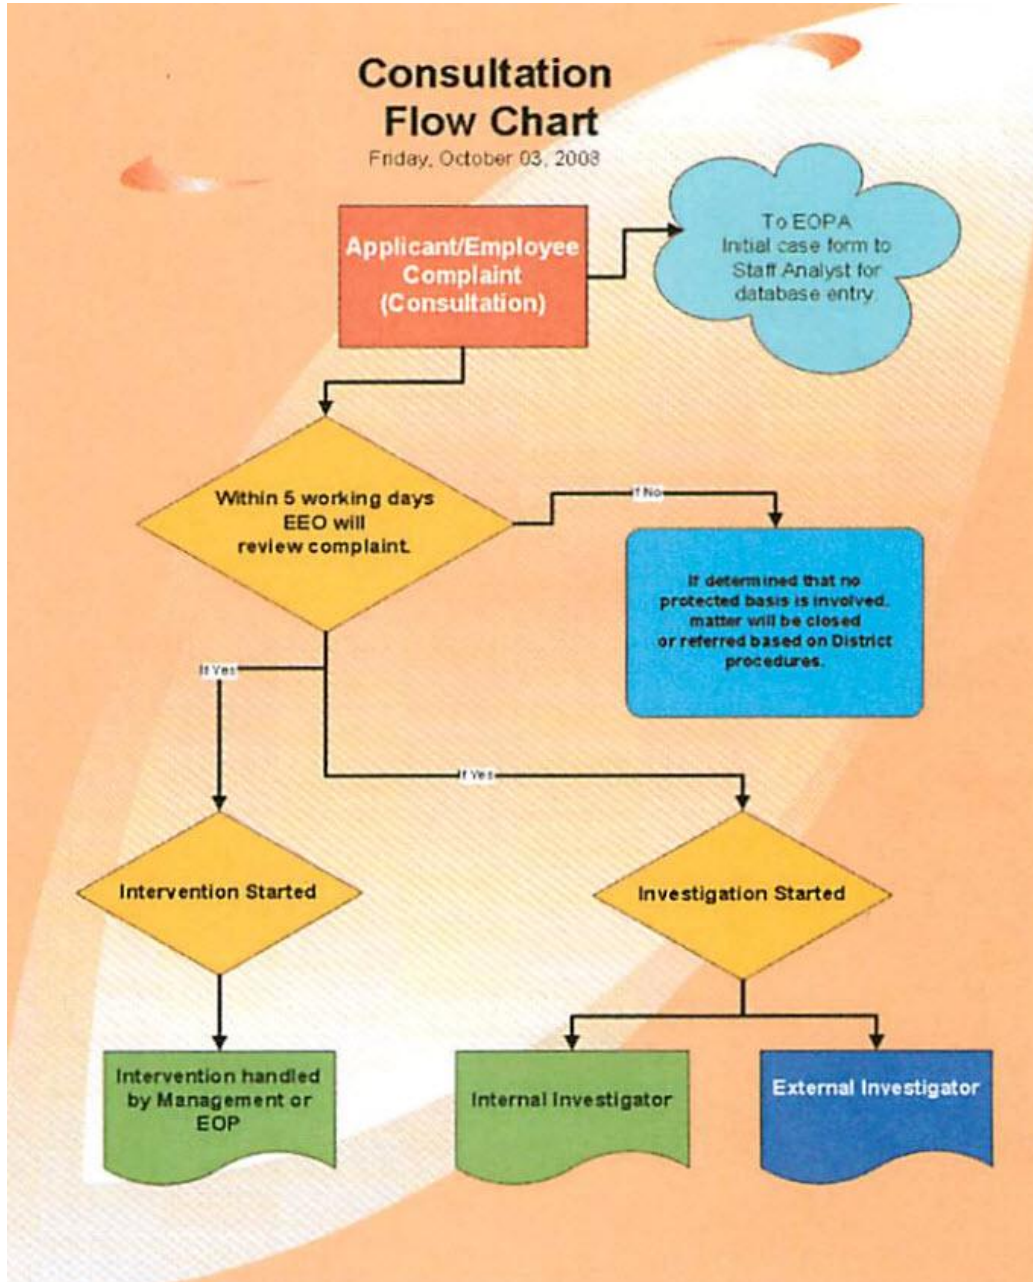 Consultation
Flow Chart
Friday, October 03, 2008
Applicant/Employee
Complaint
(Consultation)
To EOPA
Initial case form to
Staff Analyst for
database entry
Within 5 working days
EEO will
review complaint.
If No
If determined that no
protected basis is involved,
matter will be closed
or referred based on District
procedures.
If Yes
If Yes
Intervention Started
Investigation Started
Intervention handled
by Management or
EOP
Internal Investigator
External Investigator